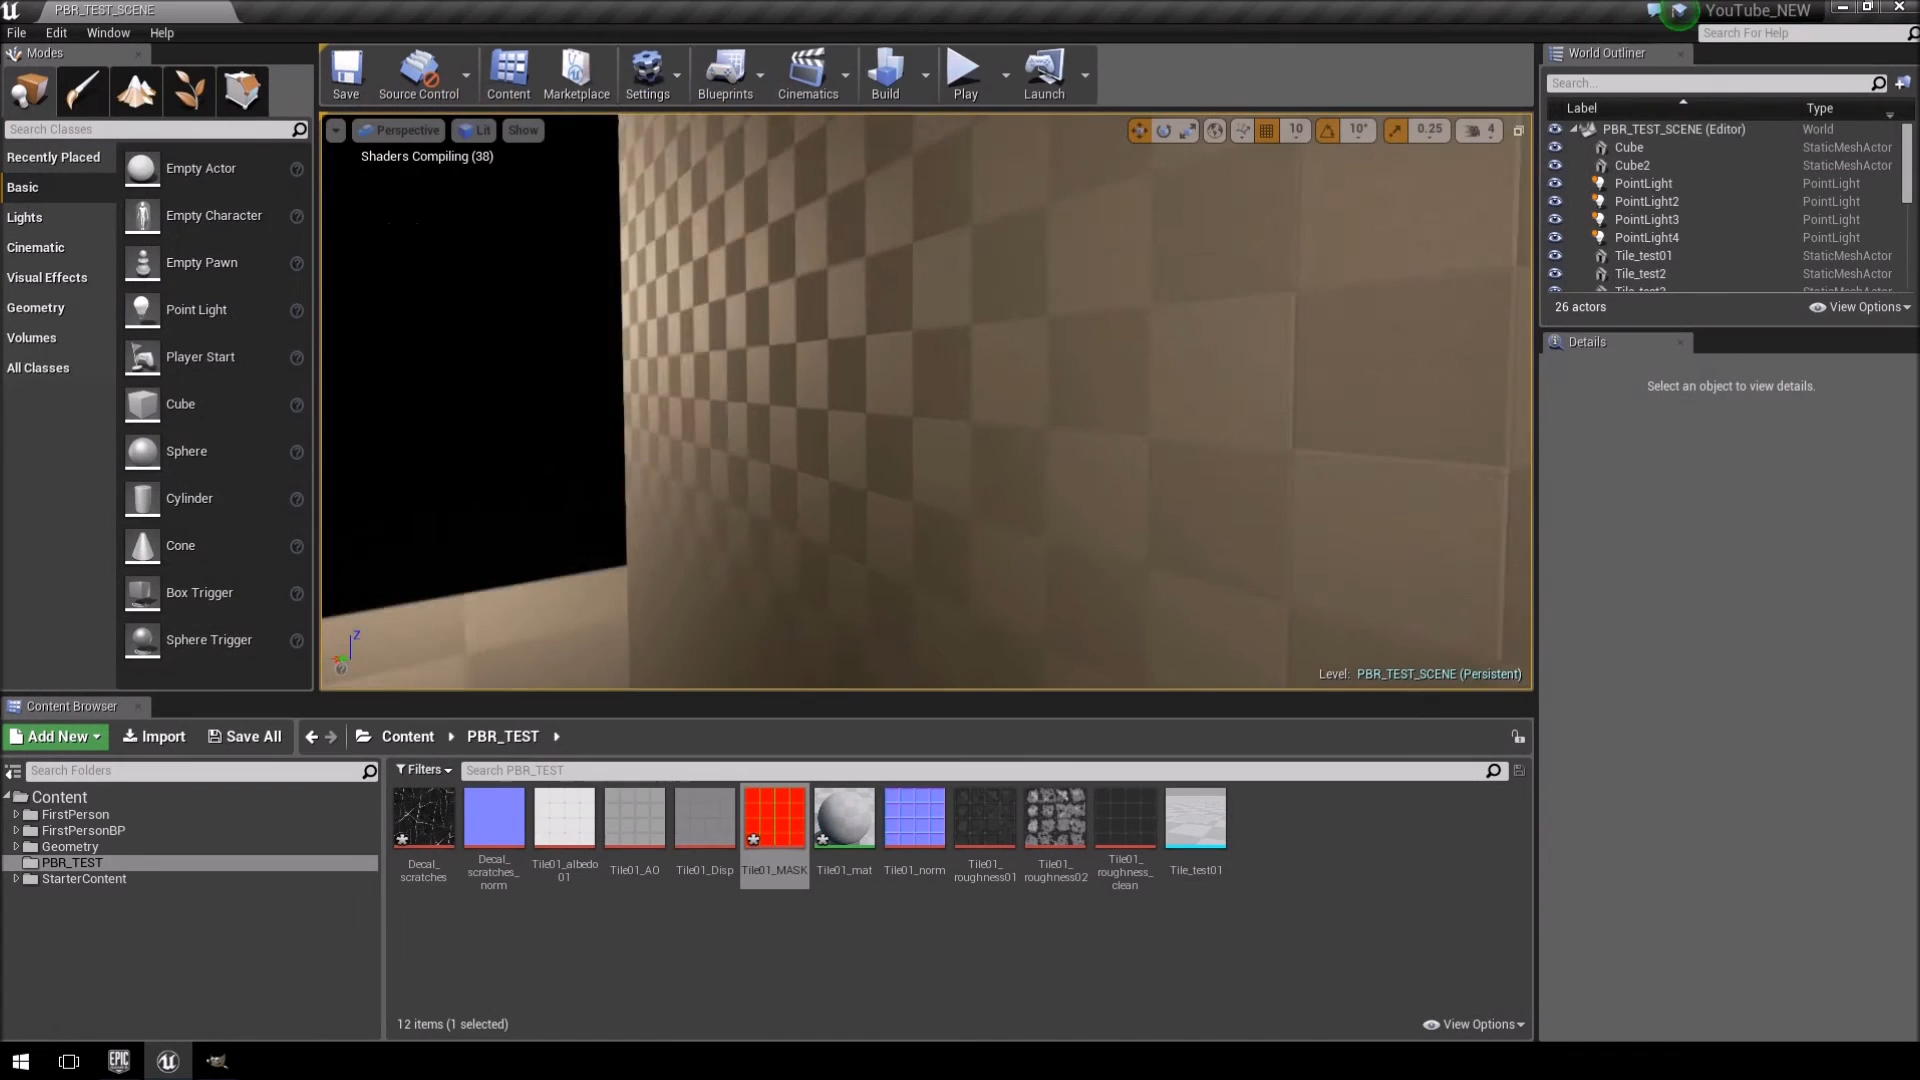 PBR_TEST_SCENE
YouTube_NEW
File Edit Window Help
Search For Help
Modes
Save
Source Control
Content
Marketplace
Settings
Blueprints
Cinematics
Build
Play
Launch
Search Classes
Recently Placed
Basic
Lights
Cinematic
Visual Effects
Geometry
Volumes
All Classes
Empty Actor
Empty Character
Empty Pawn
Point Light
Player Start
Cube
Sphere
Cylinder
Cone
Box Trigger
Sphere Trigger
Perspective Lit Show
10 10° 0.25 4
Shaders Compiling (38)
Z
Level: PBR_TEST_SCENE (Persistent)
World Outliner
Search...
Label Type
PBR_TEST_SCENE (Editor) World
Cube StaticMeshActor
Cube2 StaticMeshActor
PointLight PointLight
PointLight2 PointLight
PointLight3 PointLight
PointLight4 PointLight
Tile_test01 StaticMeshActor
Tile_test2 StaticMeshActor
26 actors View Options
Details
Select an object to view details.
Content Browser
Add New Import Save All Content PBR_TEST
Search Folders
Content
FirstPerson
FirstPersonBP
Geometry
PBR_TEST
StarterContent
Filters Search PBR_TEST
Decal_
scratches
Decal_
scratches_
norm
Tile01_albedo
01
Tile01_AO
Tile01_Disp
Tile01_MASK
Tile01_mat
Tile01_norm
Tile01_
roughness01
Tile01_
roughness02
Tile01_
roughness_
clean
Tile_test01
12 items (1 selected) View Options
EPIC